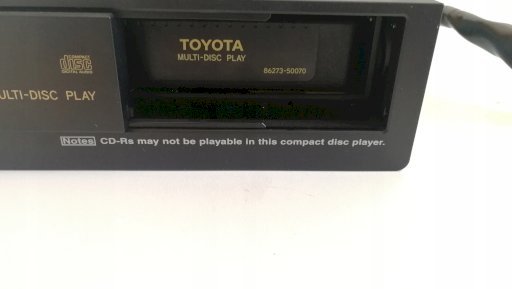 TOYOTA
MULTI-DISC PLAY
86273-50070
COMPACT
disc
DIGITAL AUDIO
ULTI-DISC PLAY
Notes CD-Rs may not be playable in this compact disc player.